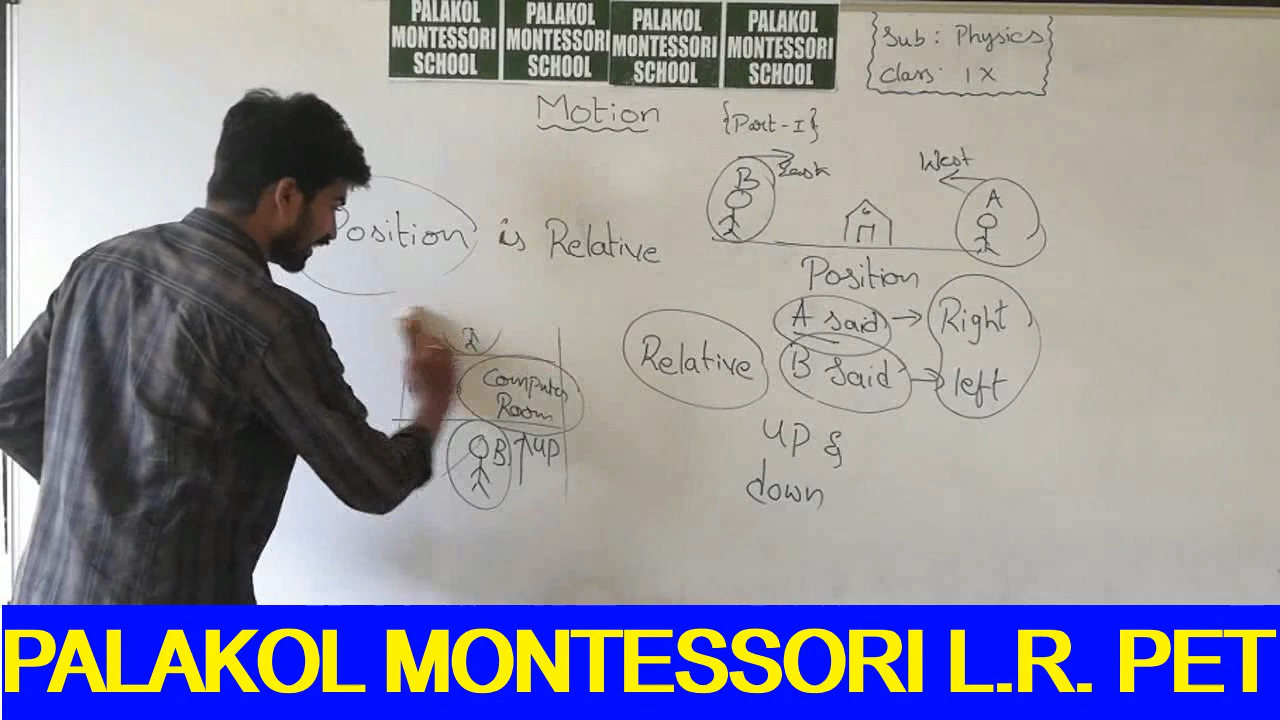 PALAKOL
MONTESSORI
SCHOOL
PALAKOL
MONTESSORI
SCHOOL
PALAKOL
MONTESSORI
SCHOOL
PALAKOL
MONTESSORI
SCHOOL
Sub : Physics
Class : IX
Motion {Part-I}
B East
West A
Position is Relative
Position
A said → Right
Relative
B said → left
Computer
Room
B ↑ UP
UP &
down
PALAKOL MONTESSORI L.R. PET